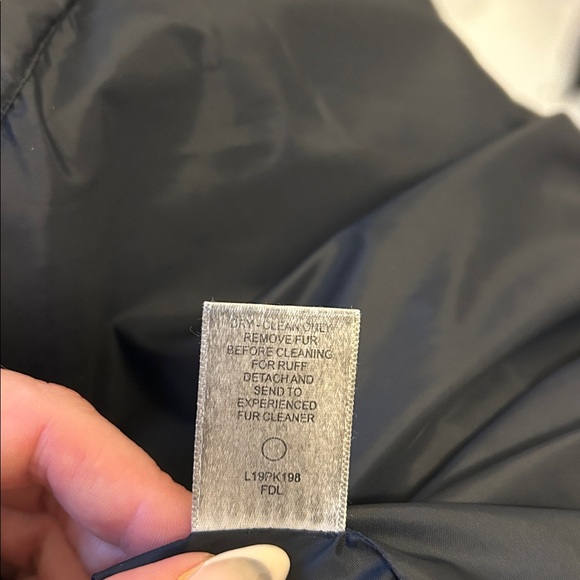 DRY-CLEAN ONLY
REMOVE FUR
BEFORE CLEANING
FOR RUFF
DETACH AND
SEND TO
EXPERIENCED
FUR CLEANER
L19PK198
FDL